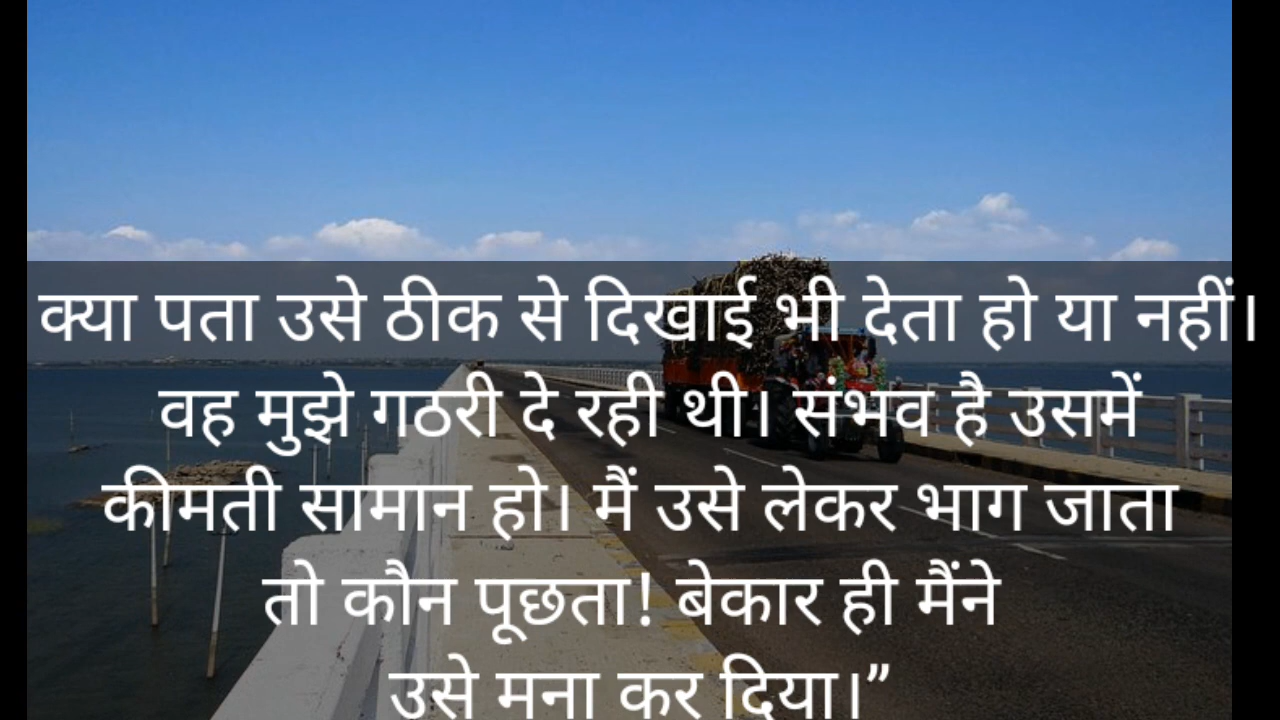 क्या पता उसे ठीक से दिखाई भी देता हो या नहीं।
वह मुझे गठरी दे रही थी। संभव है उसमें
कीमती सामान हो। मैं उसे लेकर भाग जाता
तो कौन पूछता! बेकार ही मैंने
उसे मना कर दिया।”